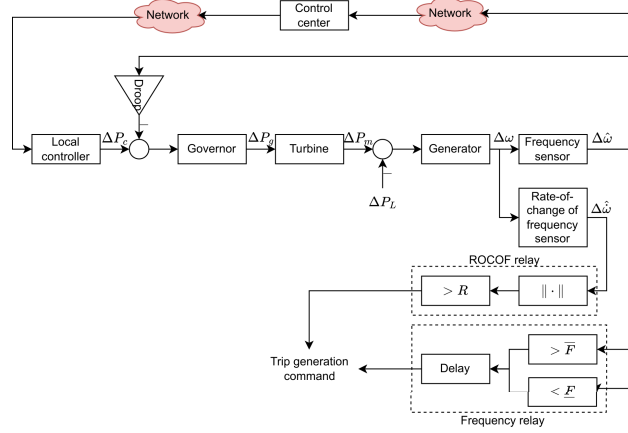 Network
Control
center
Network
Droop
Local
controller
ΔP_c
Governor
ΔP_g
Turbine
ΔP_m
ΔP_L
Generator
Δω
Frequency
sensor
Δω̂
Rate-of-
change of
frequency
sensor
Δω̇̂
ROCOF relay
> R
‖ · ‖
Trip generation
command
Delay
> F̅
< F̲
Frequency relay